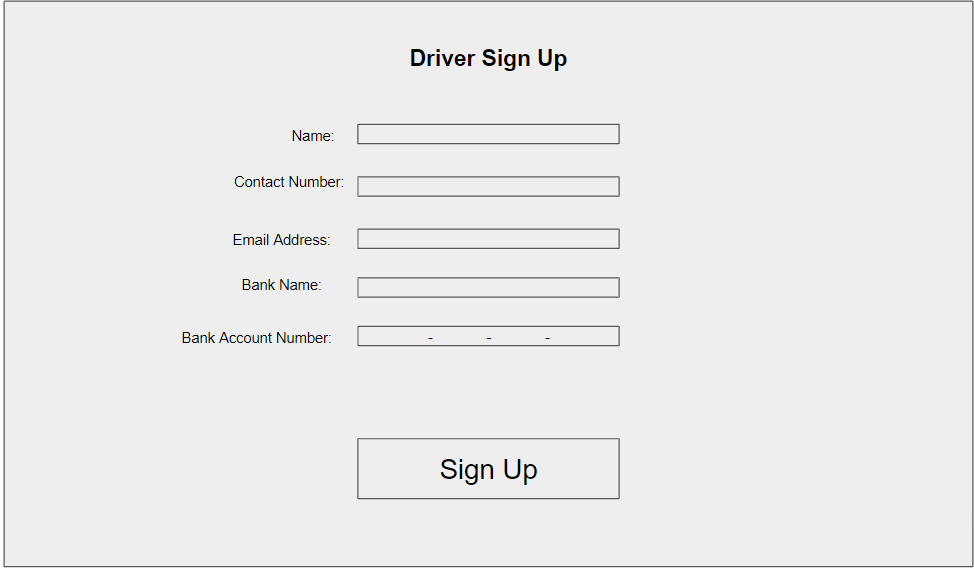 Driver Sign Up
Name:
Contact Number:
Email Address:
Bank Name:
Bank Account Number: - - -
Sign Up